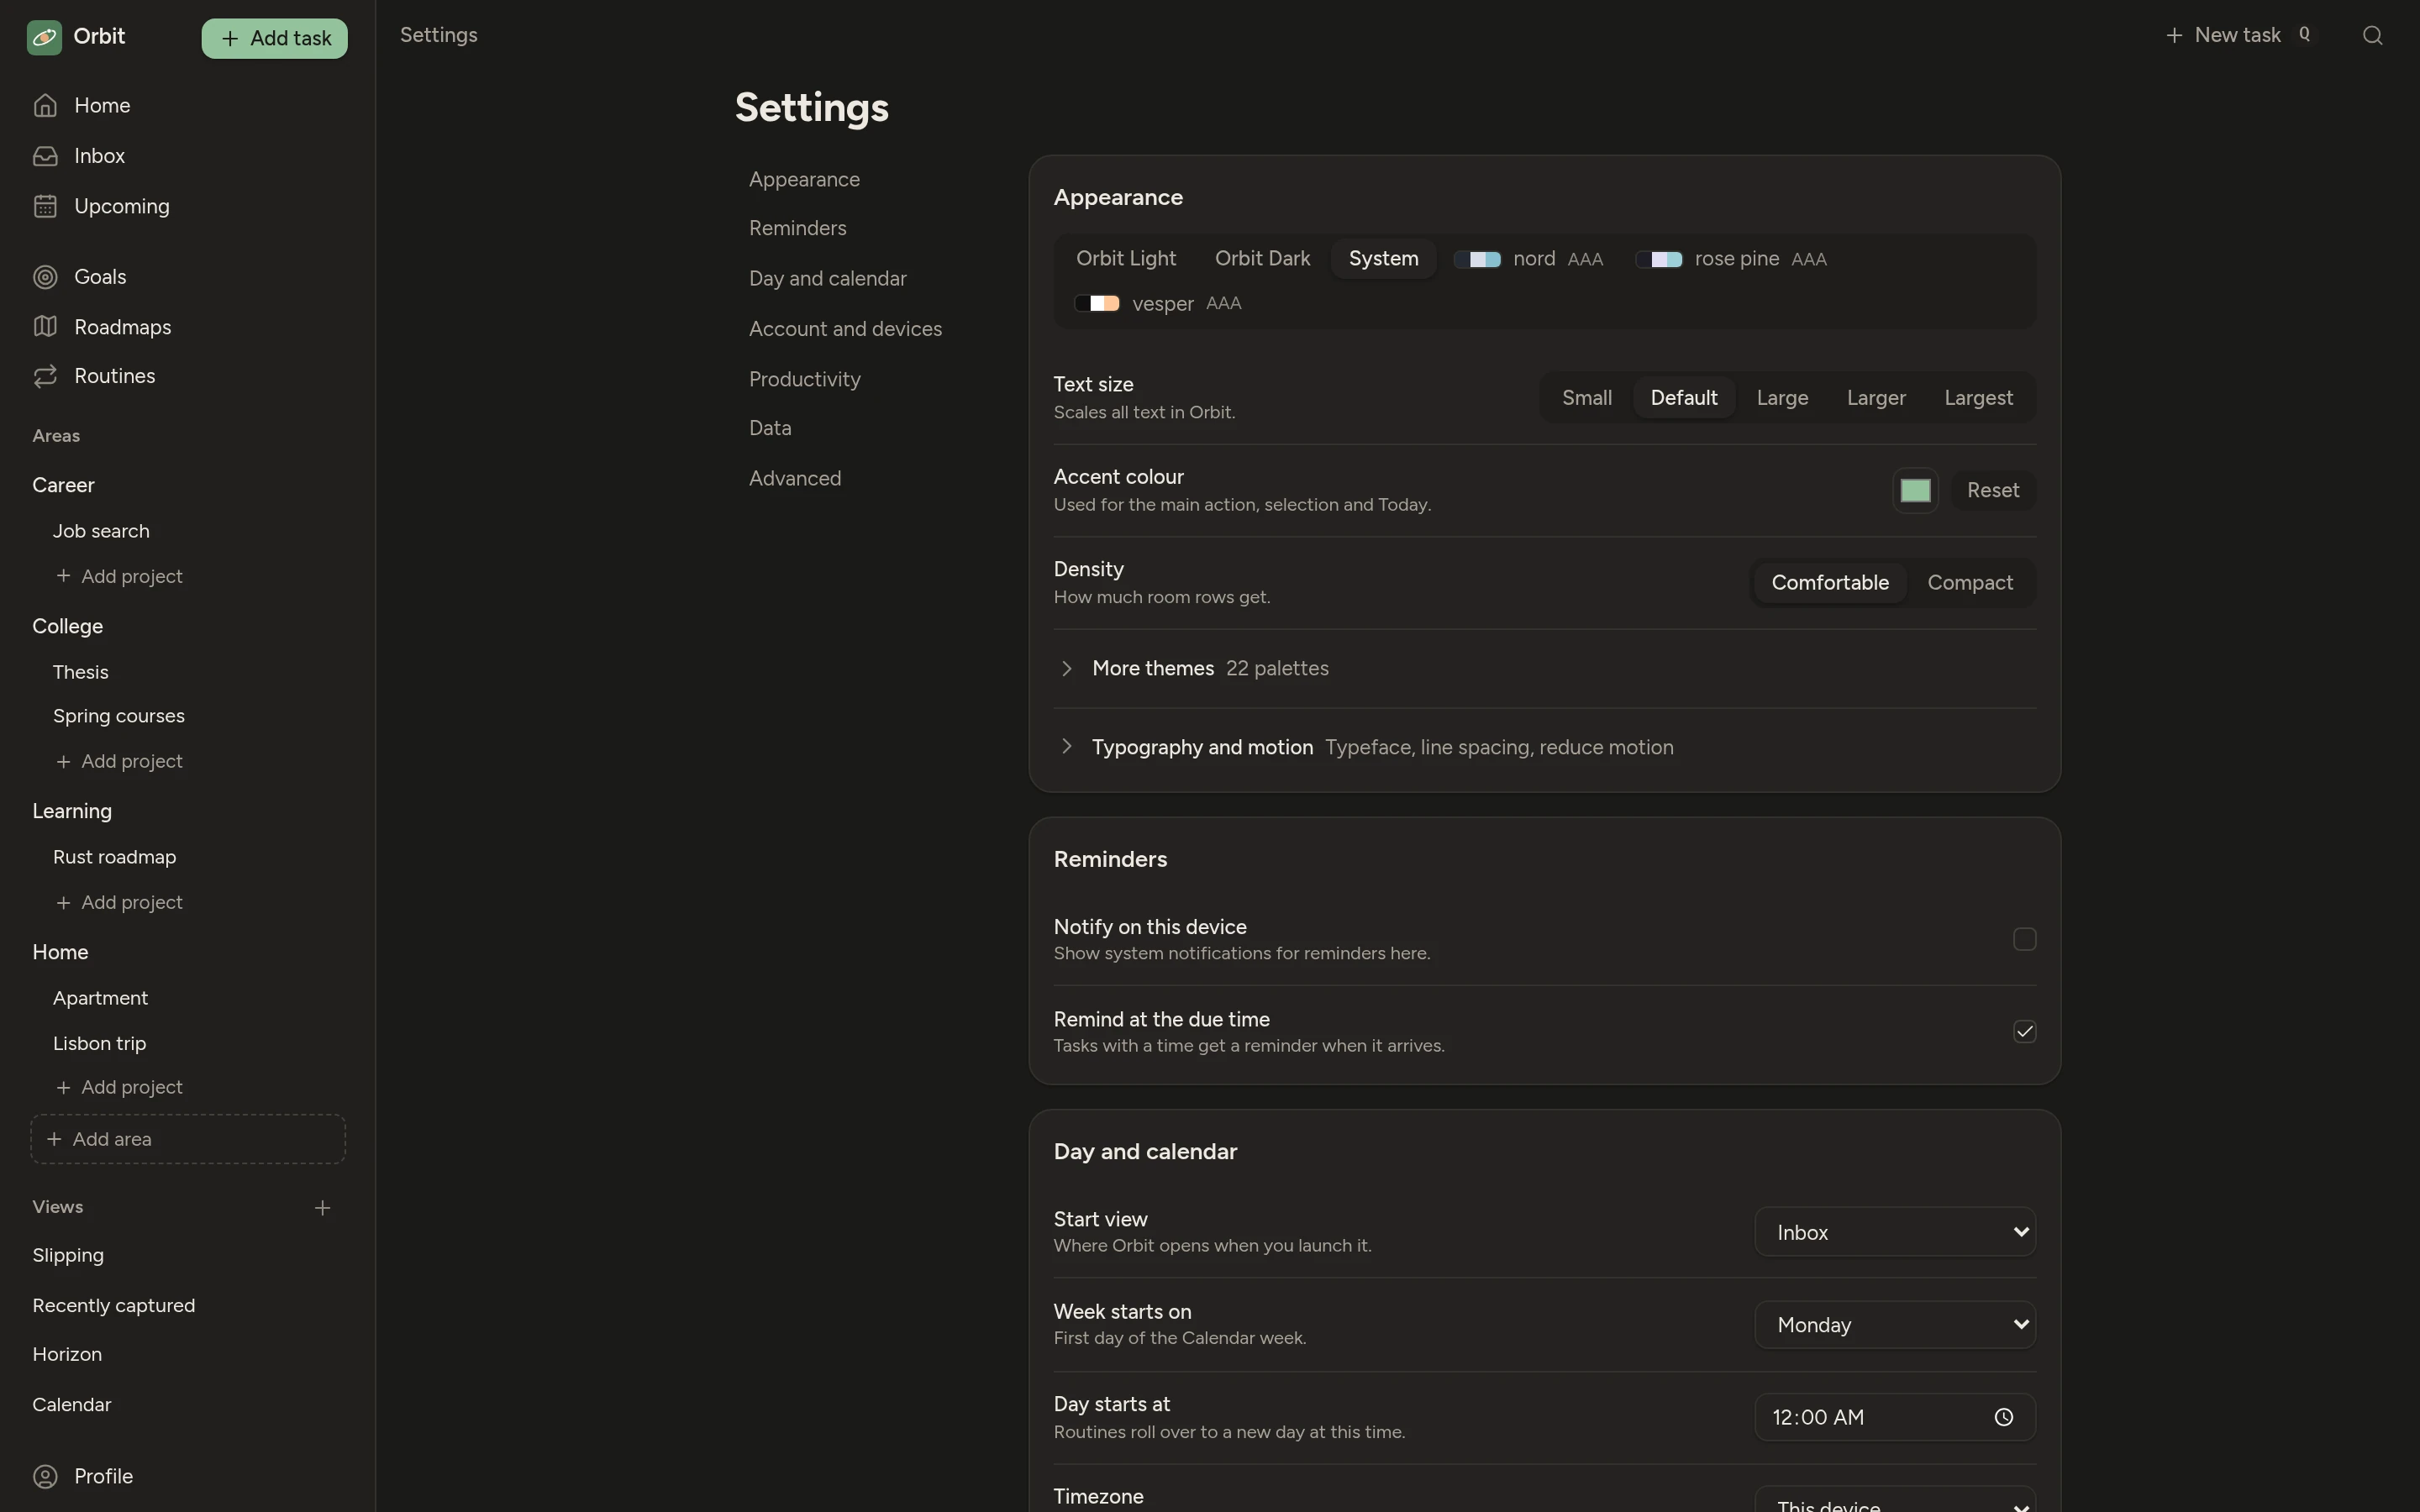 Orbit
Add task
Home
Inbox
Upcoming
Goals
Roadmaps
Routines
Areas
Career
Job search
Add project
College
Thesis
Spring courses
Add project
Learning
Rust roadmap
Add project
Home
Apartment
Lisbon trip
Add project
Add area
Views
Slipping
Recently captured
Horizon
Calendar
Profile
Settings
New task Q
Settings
Appearance
Reminders
Day and calendar
Account and devices
Productivity
Data
Advanced
Appearance
Orbit Light Orbit Dark System nord AAA rose pine AAA
vesper AAA
Text size
Scales all text in Orbit.
Small Default Large Larger Largest
Accent colour
Used for the main action, selection and Today.
Reset
Density
How much room rows get.
Comfortable Compact
More themes 22 palettes
Typography and motion Typeface, line spacing, reduce motion
Reminders
Notify on this device
Show system notifications for reminders here.
Remind at the due time
Tasks with a time get a reminder when it arrives.
Day and calendar
Start view
Where Orbit opens when you launch it.
Inbox
Week starts on
First day of the Calendar week.
Monday
Day starts at
Routines roll over to a new day at this time.
12:00 AM
Timezone
This device